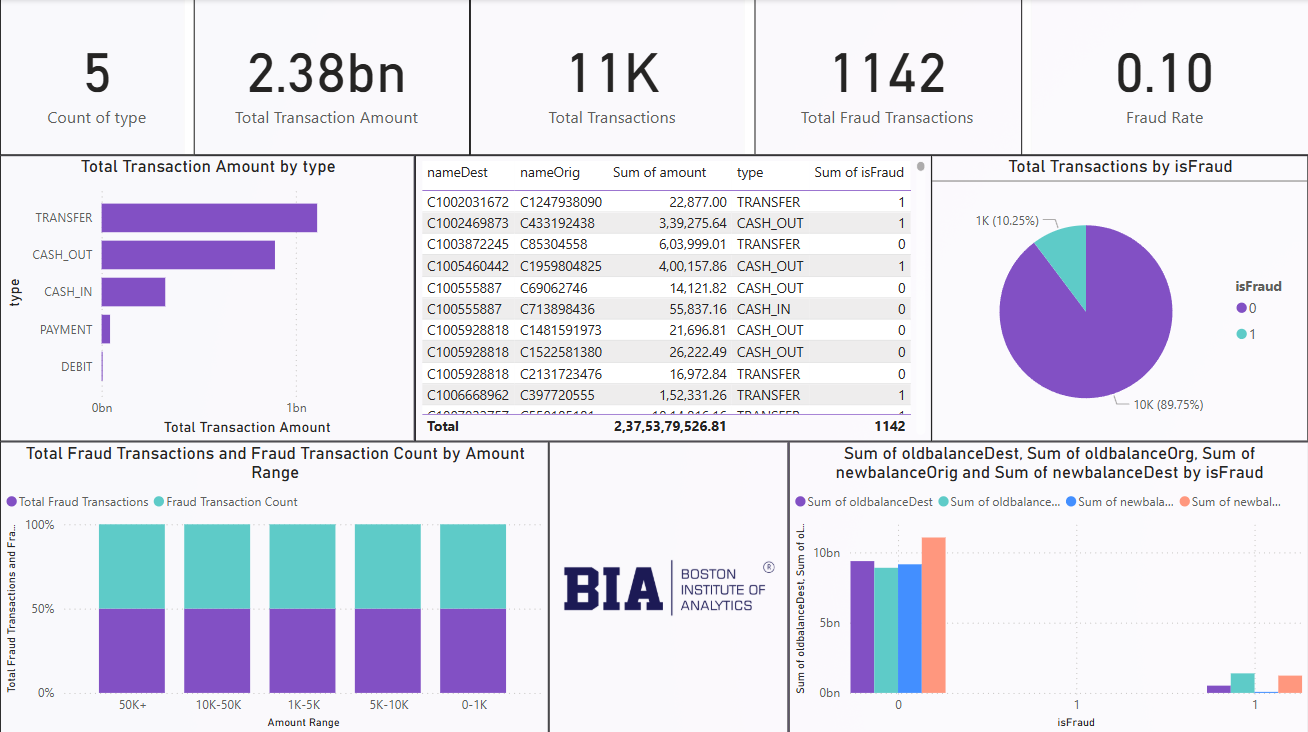 5
Count of type
2.38bn
Total Transaction Amount
11K
Total Transactions
1142
Total Fraud Transactions
0.10
Fraud Rate
Total Transaction Amount by type
type
TRANSFER
CASH_OUT
CASH_IN
PAYMENT
DEBIT
0bn 1bn
Total Transaction Amount
nameDest nameOrig Sum of amount type Sum of isFraud
C1002031672 C1247938090 22,877.00 TRANSFER 1
C1002469873 C433192438 3,39,275.64 CASH_OUT 1
C1003872245 C85304558 6,03,999.01 TRANSFER 0
C1005460442 C1959804825 4,00,157.86 CASH_OUT 1
C100555887 C69062746 14,121.82 CASH_OUT 0
C100555887 C713898436 55,837.16 CASH_IN 0
C1005928818 C1481591973 21,696.81 CASH_OUT 0
C1005928818 C1522581380 26,222.49 CASH_OUT 0
C1005928818 C2131723476 16,972.84 TRANSFER 0
C1006668962 C397720555 1,52,331.26 TRANSFER 1
Total 2,37,53,79,526.81 1142
Total Transactions by isFraud
1K (10.25%)
10K (89.75%)
isFraud
0
1
Total Fraud Transactions and Fraud Transaction Count by Amount
Range
Total Fraud Transactions Fraud Transaction Count
Total Fraud Transactions and Fra...
100%
50%
0%
50K+ 10K-50K 1K-5K 5K-10K 0-1K
Amount Range
BIA
BOSTON
INSTITUTE OF
ANALYTICS
®
Sum of oldbalanceDest, Sum of oldbalanceOrg, Sum of
newbalanceOrig and Sum of newbalanceDest by isFraud
Sum of oldbalanceDest Sum of oldbalance... Sum of newbala... Sum of newbal...
Sum of oldbalanceDest, Sum of ol...
10bn
5bn
0bn
0 1 1
isFraud